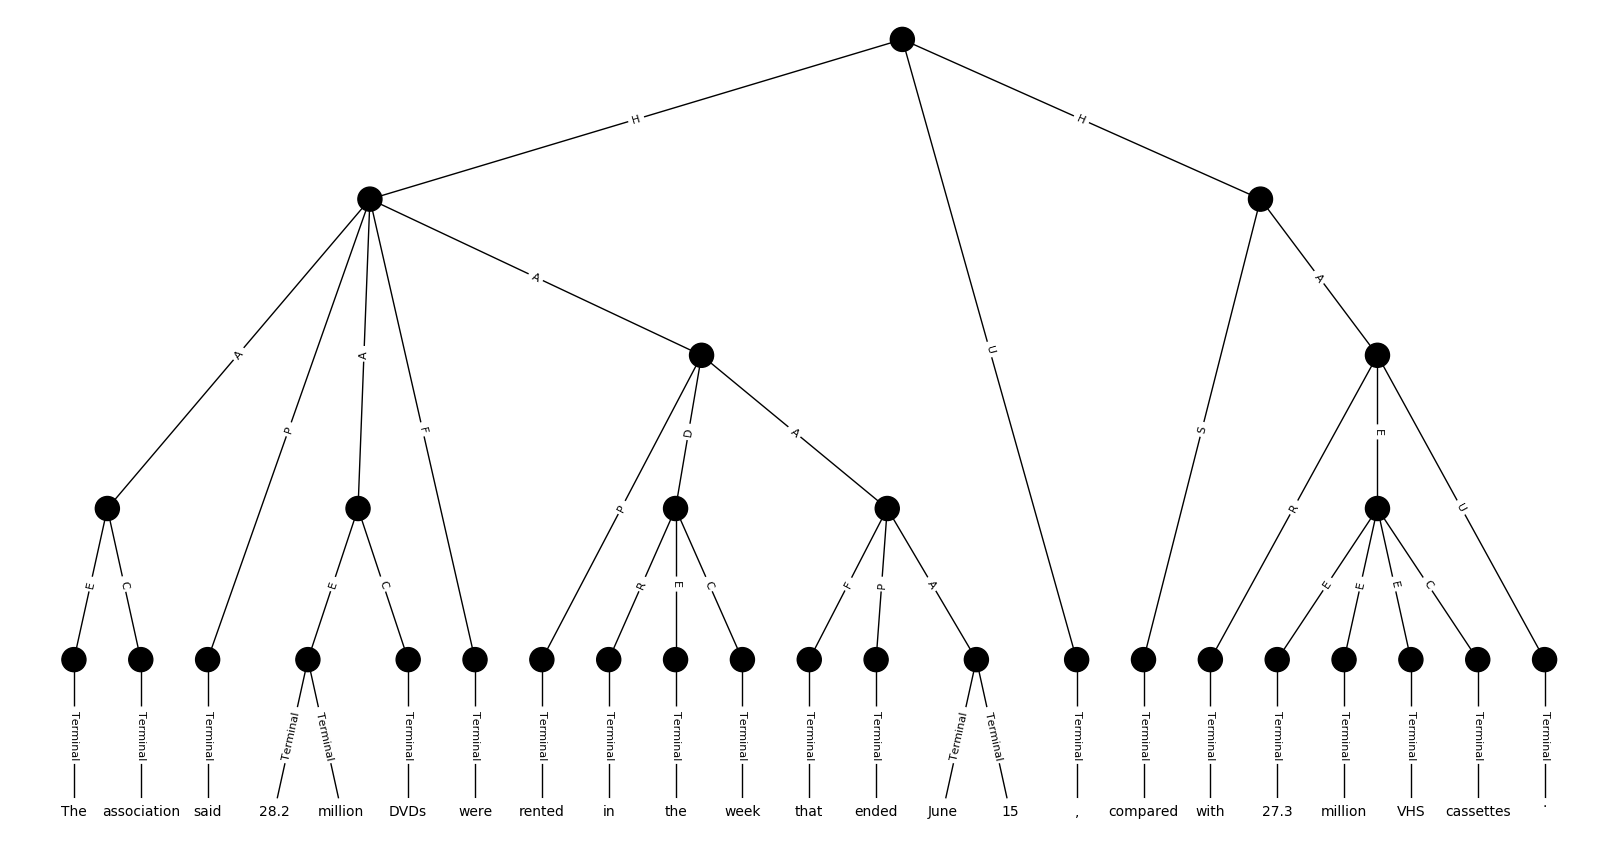 H H
A A
A P A F U S
P D A R E U
E C E C R E C F P A E E E C
Terminal Terminal Terminal Terminal Terminal Terminal Terminal Terminal Terminal Terminal Terminal Terminal Terminal Terminal Terminal Terminal Terminal Terminal Terminal Terminal Terminal Terminal Terminal
The association said 28.2 million DVDs were rented in the week that ended June 15 , compared with 27.3 million VHS cassettes .